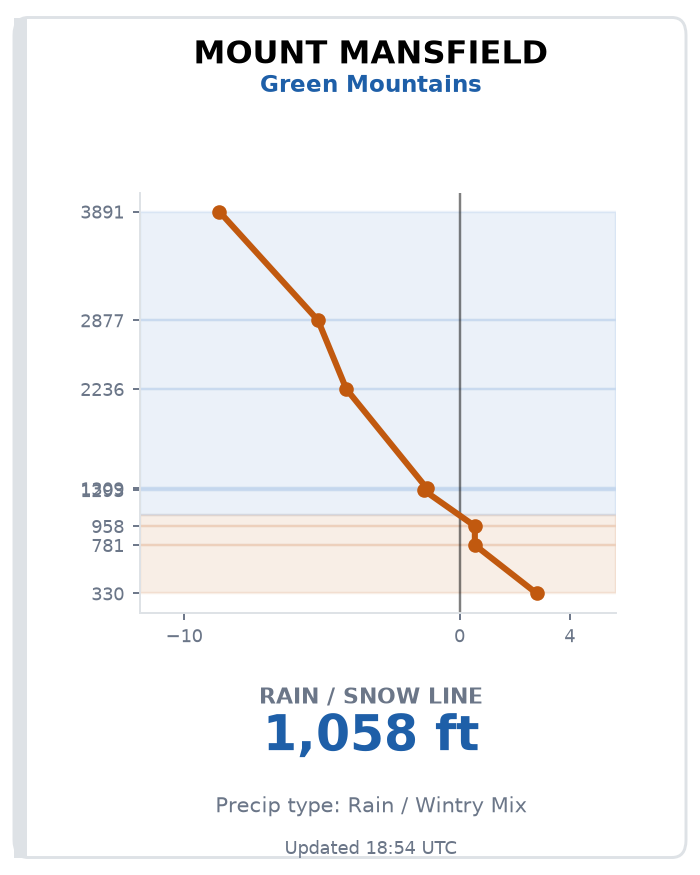 MOUNT MANSFIELD
Green Mountains
3891
2877
2236
958
781
330
−10 0 4
RAIN / SNOW LINE
1,058 ft
Precip type: Rain / Wintry Mix
Updated 18:54 UTC